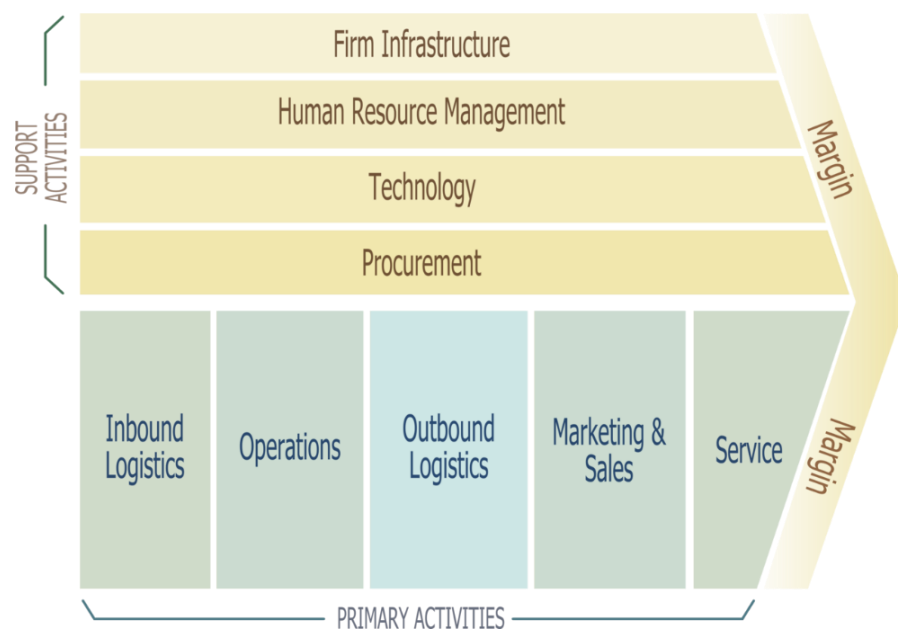 Firm Infrastructure
Human Resource Management
Technology
Procurement
SUPPORT
ACTIVITIES
Margin
Inbound
Logistics
Operations
Outbound
Logistics
Marketing &
Sales
Service
Margin
PRIMARY ACTIVITIES